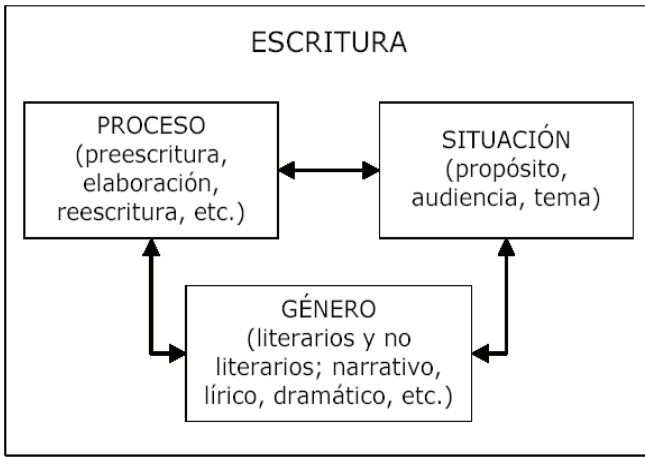 ESCRITURA
PROCESO
(preescritura,
elaboración,
reescritura, etc.)
SITUACIÓN
(propósito,
audiencia, tema)
GÉNERO
(literarios y no
literarios; narrativo,
lírico, dramático, etc.)